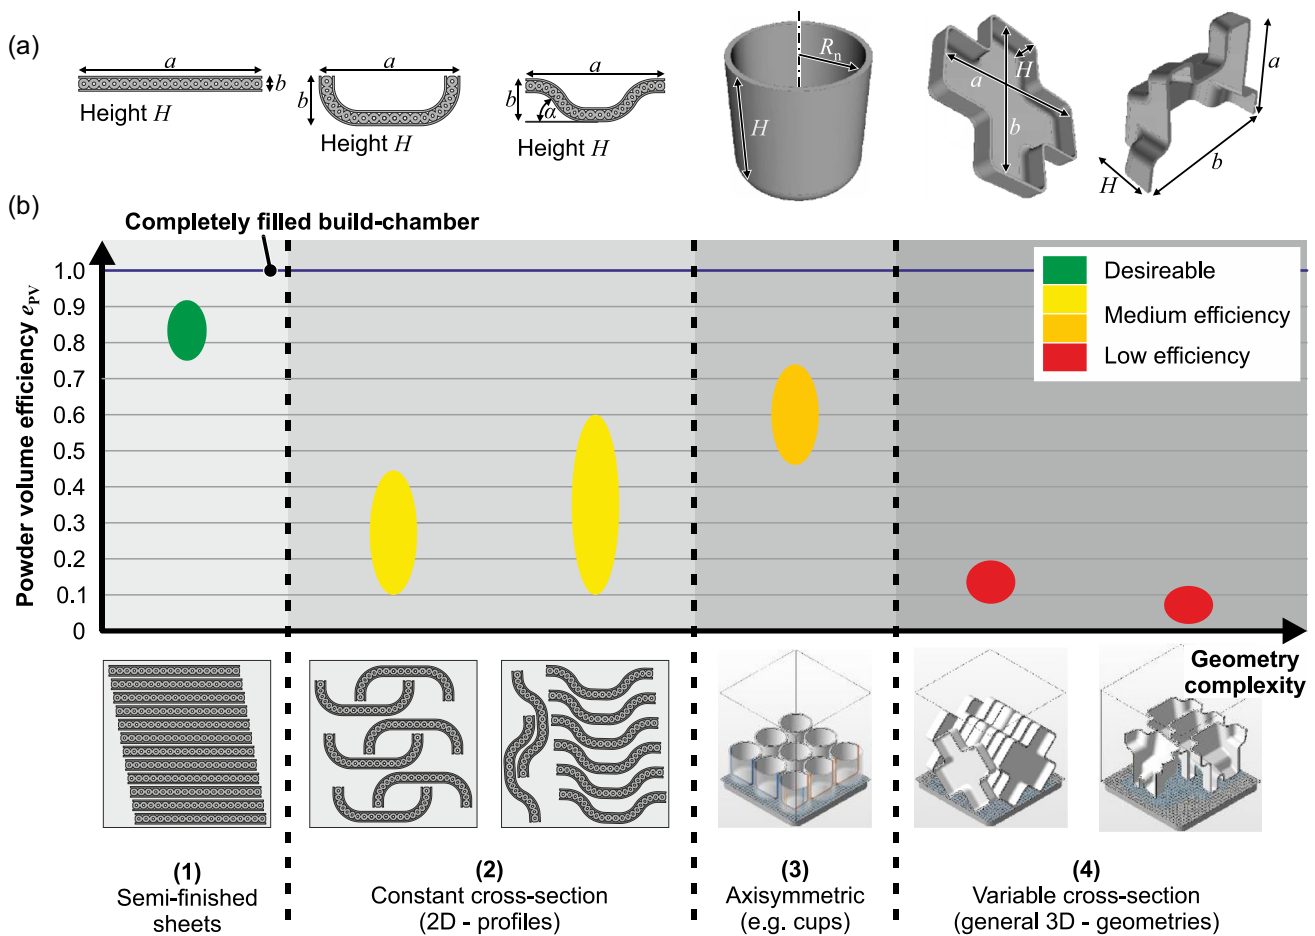 (a)
a
b
Height H
a
b
Height H
a
b
α
Height H
Rn
H
H
a
b
a
b
H
(b)
Completely filled build-chamber
Powder volume efficiency ePV
1.0
0.9
0.8
0.7
0.6
0.5
0.4
0.3
0.2
0.1
0
Desireable
Medium efficiency
Low efficiency
Geometry
complexity
(1)
Semi-finished
sheets
(2)
Constant cross-section
(2D - profiles)
(3)
Axisymmetric
(e.g. cups)
(4)
Variable cross-section
(general 3D - geometries)